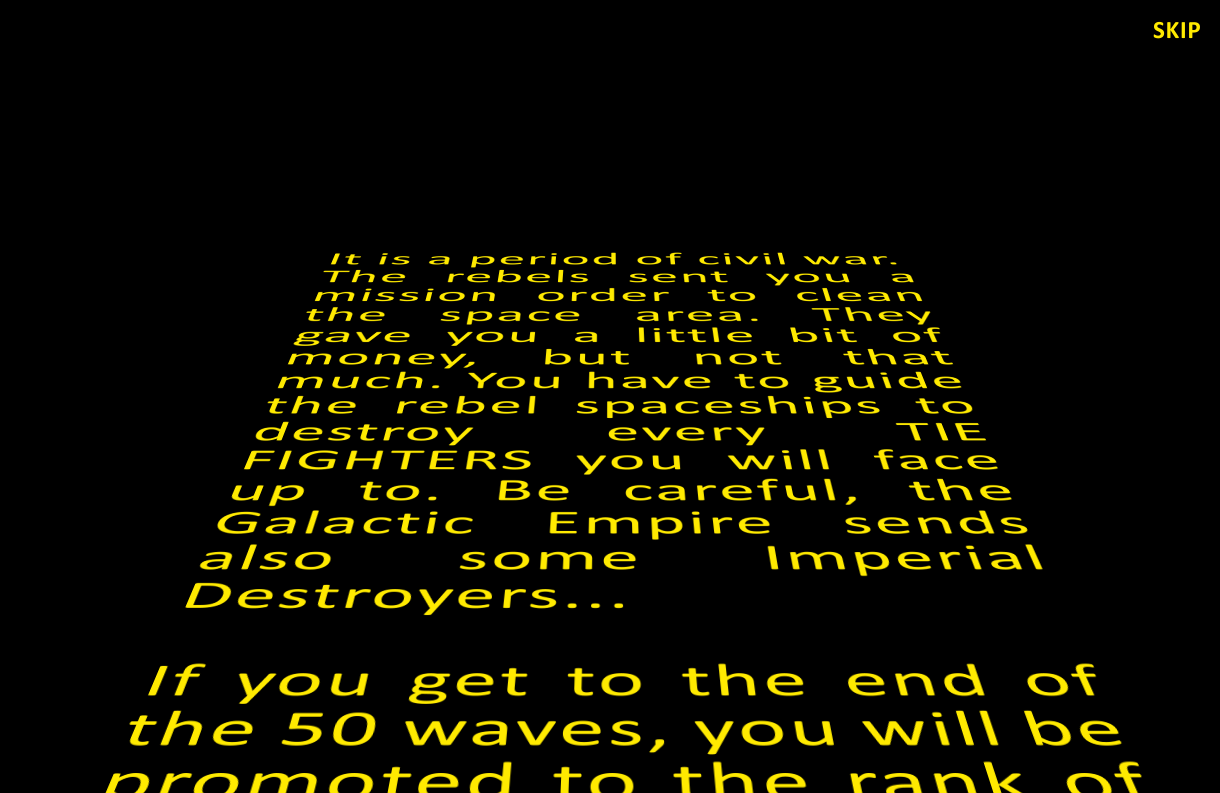 SKIP
It is a period of civil war.
The rebels sent you a
mission order to clean
the space area. They
gave you a little bit of
money, but not that
much. You have to guide
the rebel spaceships to
destroy every TIE
FIGHTERS you will face
up to. Be careful, the
Galactic Empire sends
also some Imperial
Destroyers...
If you get to the end of
the 50 waves, you will be
promoted to the rank of